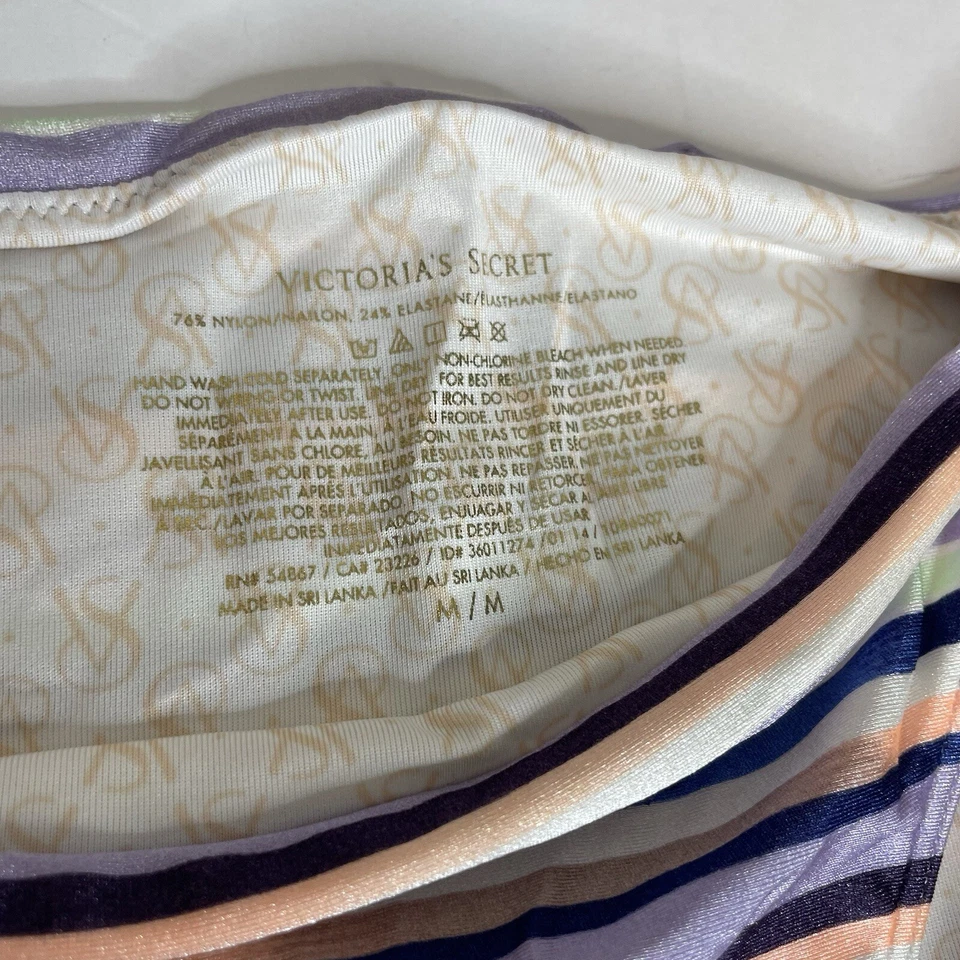 VICTORIA'S SECRET
76% NYLON/NAILON, 24% ELASTANE/ELASTHANNE/ELASTANO
HAND WASH COLD SEPARATELY. ONLY NON-CHLORINE BLEACH WHEN NEEDED.
DO NOT WRING OR TWIST. LINE DRY. FOR BEST RESULTS RINSE AND LINE DRY
IMMEDIATELY AFTER USE. DO NOT IRON. DO NOT DRY CLEAN. /LAVER
SÉPARÉMENT À LA MAIN, À L'EAU FROIDE. UTILISER UNIQUEMENT DU
JAVELLISANT SANS CHLORE, AU BESOIN. NE PAS TORDRE NI ESSORER. SÉCHER
À L'AIR. POUR DE MEILLEURS RÉSULTATS RINCER ET SÉCHER À L'AIR
IMMÉDIATEMENT APRÈS L'UTILISATION. NE PAS REPASSER. NE PAS NETTOYER
À SEC./LAVAR POR SEPARADO. NO ESCURRIR NI RETORCER. PARA OBTENER
LOS MEJORES RESULTADOS, ENJUAGAR Y SECAR AL AIRE LIBRE
INMEDIATAMENTE DESPUÉS DE USAR
RN# 54867 / CA# 23226 / ID# 36011274 /01 14/
MADE IN SRI LANKA /FAIT AU SRI LANKA / HECHO EN SRI LANKA
M / M